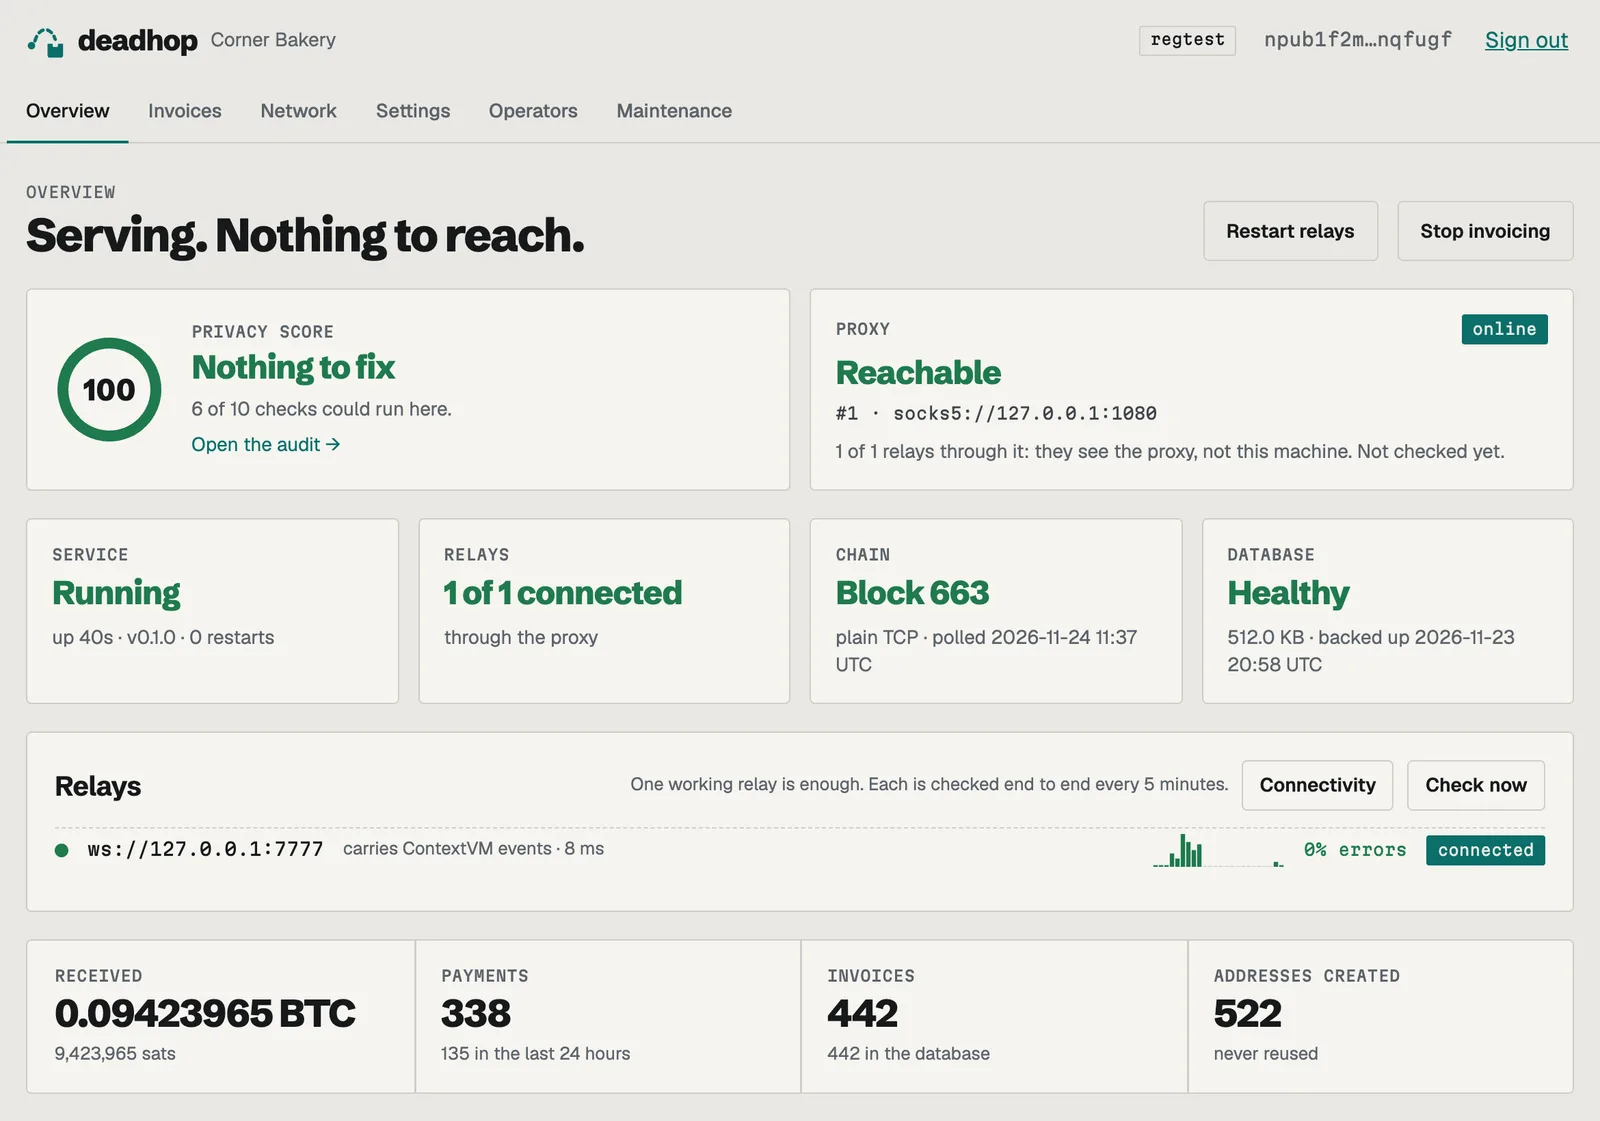 deadhop Corner Bakery
regtest npub1f2m…nqfugf Sign out
Overview Invoices Network Settings Operators Maintenance
OVERVIEW
Serving. Nothing to reach.
Restart relays Stop invoicing
100
PRIVACY SCORE
Nothing to fix
6 of 10 checks could run here.
Open the audit →
PROXY online
Reachable
#1 · socks5://127.0.0.1:1080
1 of 1 relays through it: they see the proxy, not this machine. Not checked yet.
SERVICE
Running
up 40s · v0.1.0 · 0 restarts
RELAYS
1 of 1 connected
through the proxy
CHAIN
Block 663
plain TCP · polled 2026-11-24 11:37
UTC
DATABASE
Healthy
512.0 KB · backed up 2026-11-23
20:58 UTC
Relays One working relay is enough. Each is checked end to end every 5 minutes. Connectivity Check now
ws://127.0.0.1:7777 carries ContextVM events · 8 ms 0% errors connected
RECEIVED
0.09423965 BTC
9,423,965 sats
PAYMENTS
338
135 in the last 24 hours
INVOICES
442
442 in the database
ADDRESSES CREATED
522
never reused